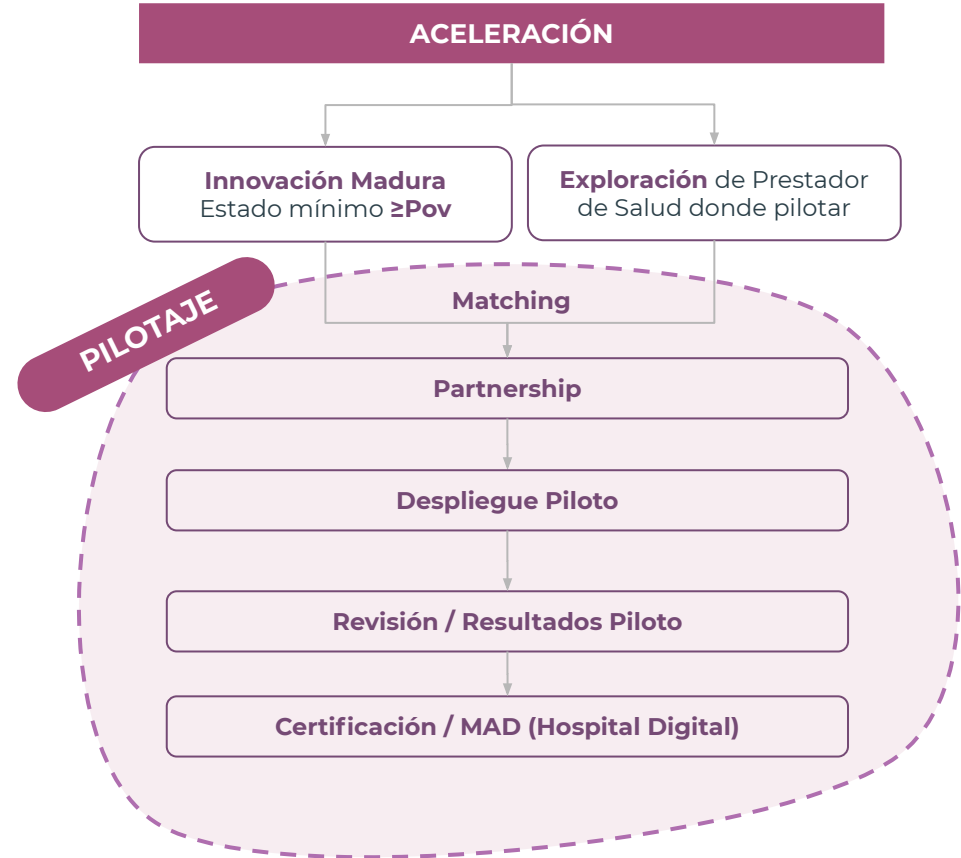 ACELERACIÓN
Innovación Madura
Estado mínimo ≥Pov
Exploración de Prestador
de Salud donde pilotar
PILOTAJE
Matching
Partnership
Despliegue Piloto
Revisión / Resultados Piloto
Certificación / MAD (Hospital Digital)